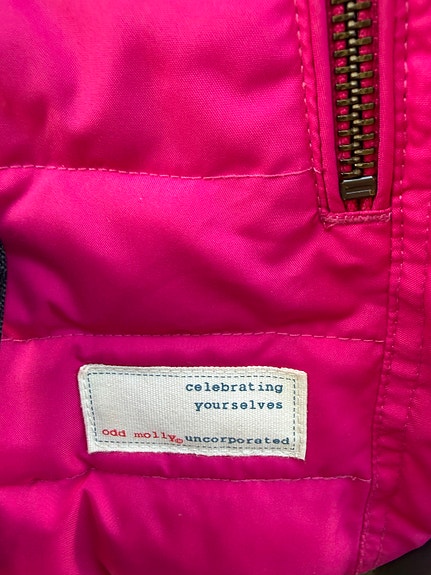 celebrating
yourselves
odd molly© uncorporated